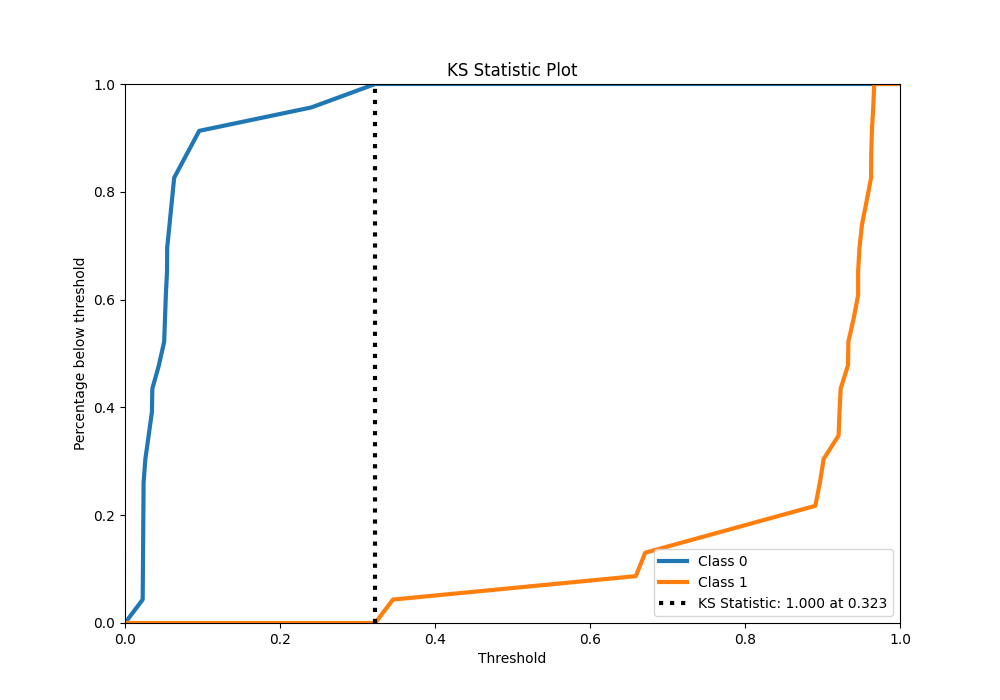 KS Statistic Plot
1.0
0.8
0.6
0.4
0.2
0.0
Percentage below threshold
0.0 0.2 0.4 0.6 0.8 1.0
Threshold
Class 0
Class 1
KS Statistic: 1.000 at 0.323